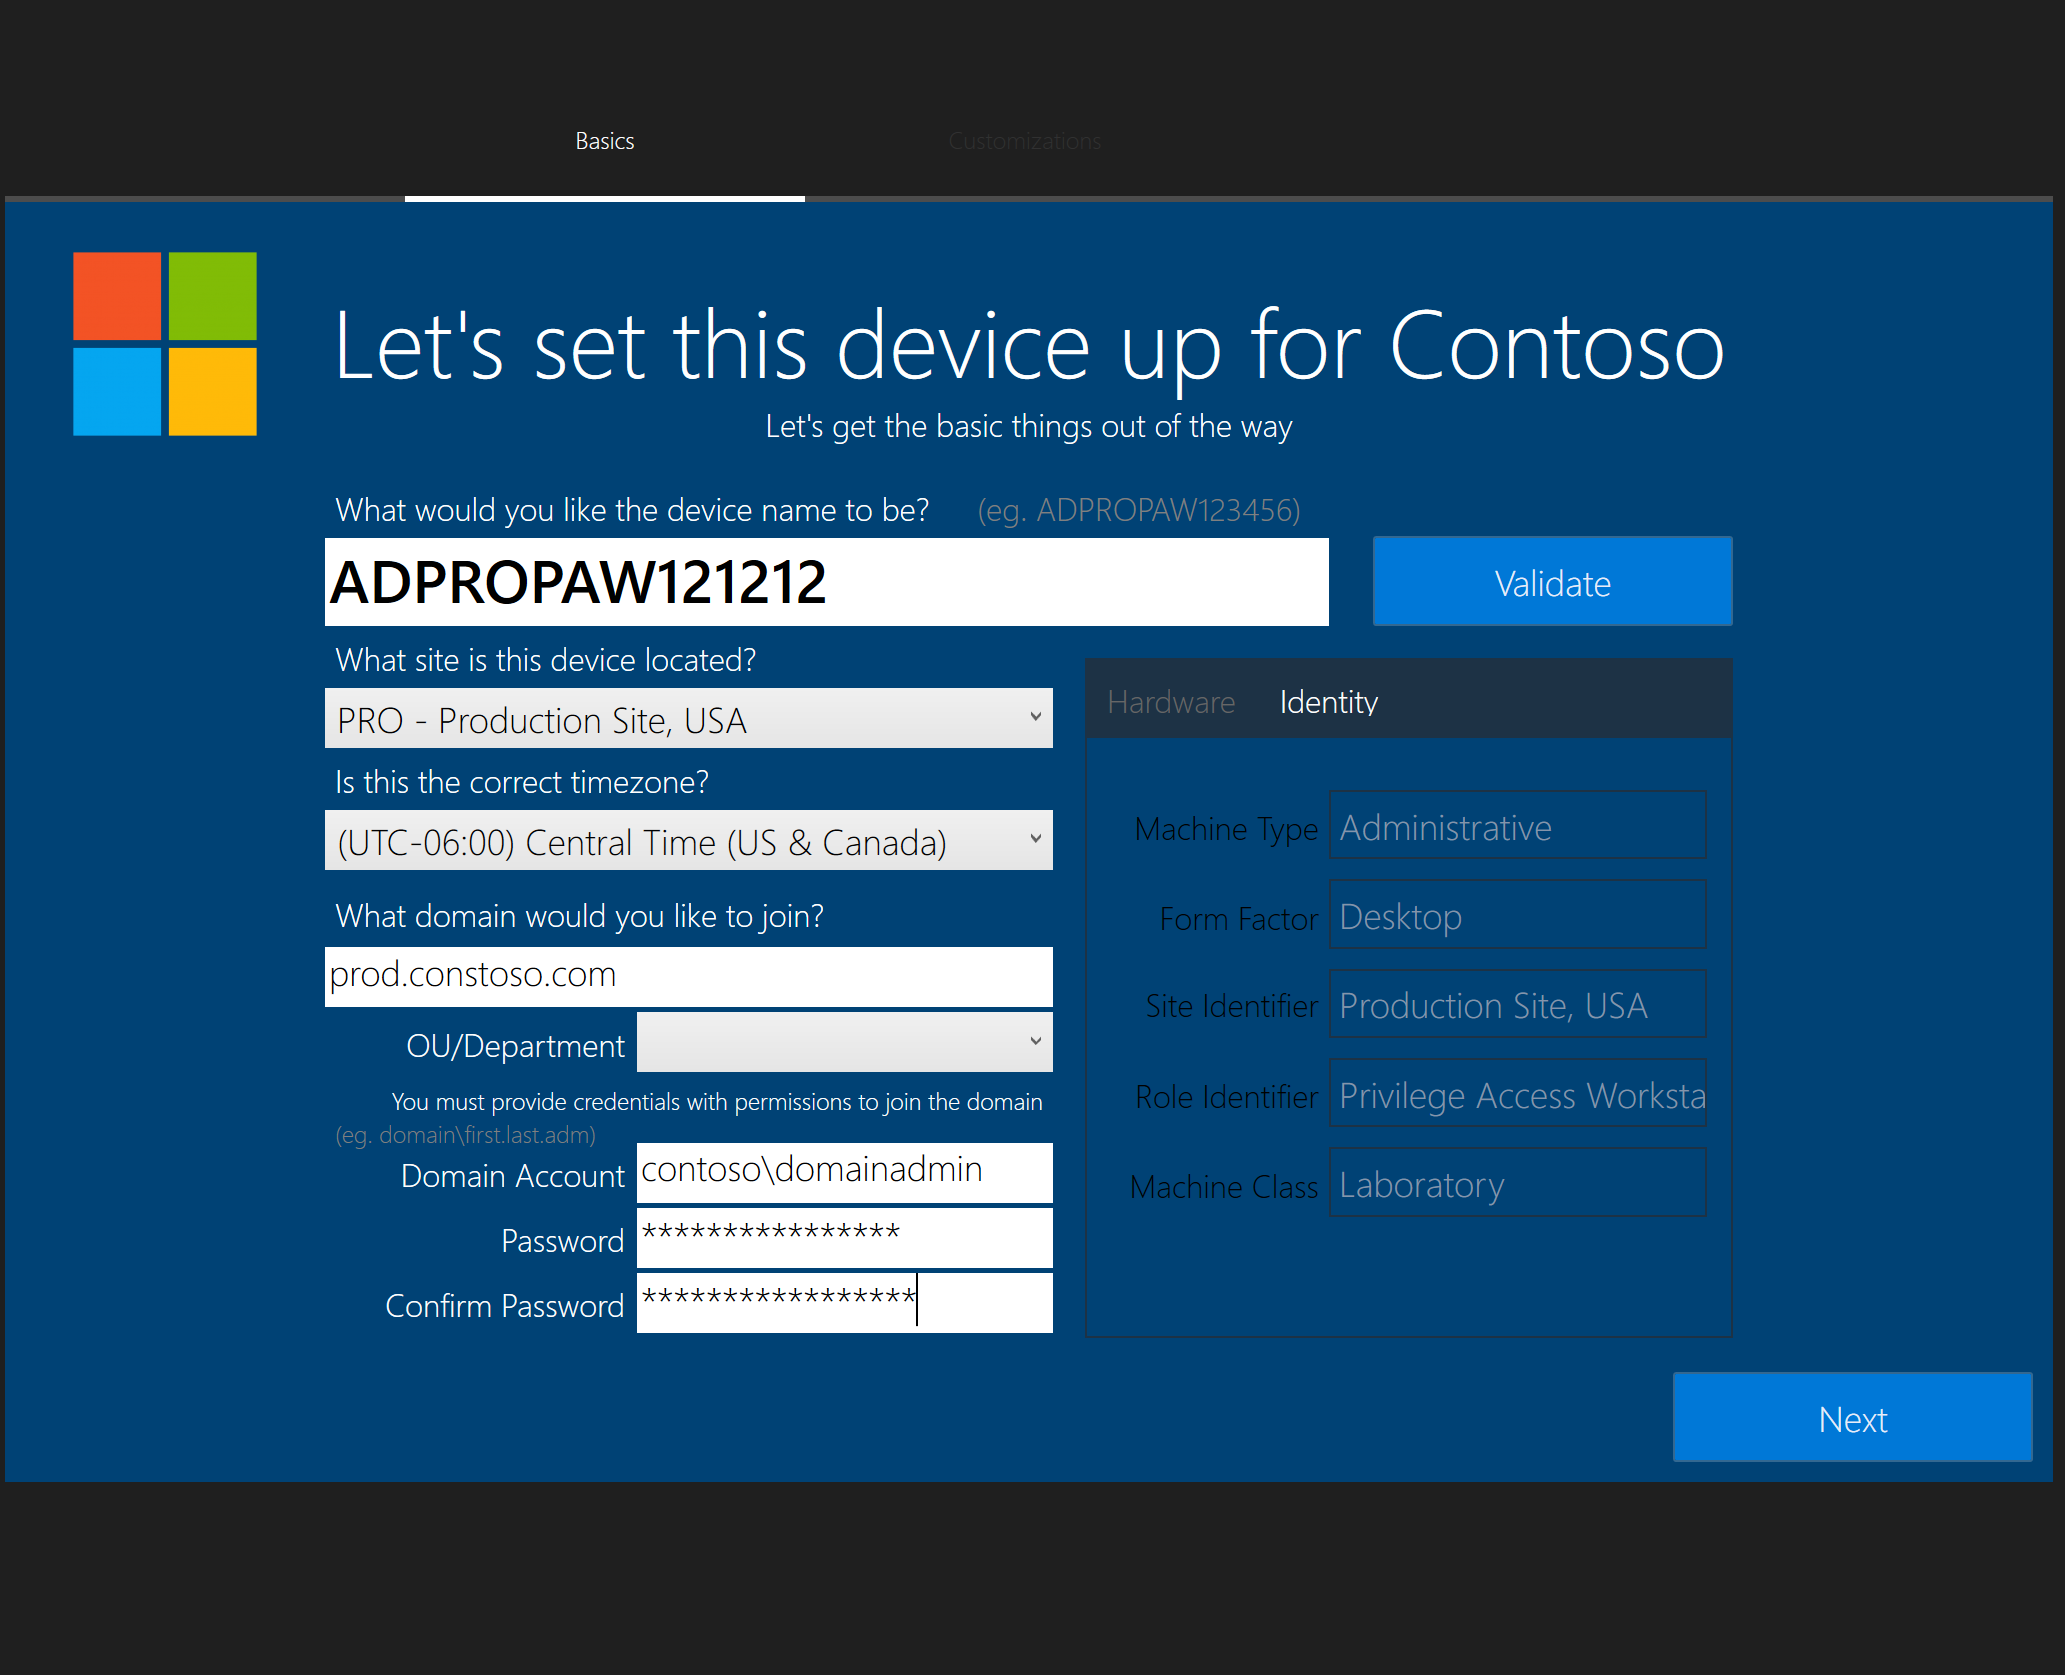 Basics
Customizations
Let's set this device up for Contoso
Let's get the basic things out of the way
What would you like the device name to be? (eg. ADPROPAW123456)
ADPROPAW121212
Validate
What site is this device located?
PRO - Production Site, USA
Is this the correct timezone?
(UTC-06:00) Central Time (US & Canada)
What domain would you like to join?
prod.constoso.com
OU/Department
You must provide credentials with permissions to join the domain
(eg. domain\first.last.adm)
Domain Account contoso\domainadmin
Password ****************
Confirm Password *****************
Hardware Identity
Machine Type Administrative
Form Factor Desktop
Site Identifier Production Site, USA
Role Identifier Privilege Access Worksta
Machine Class Laboratory
Next